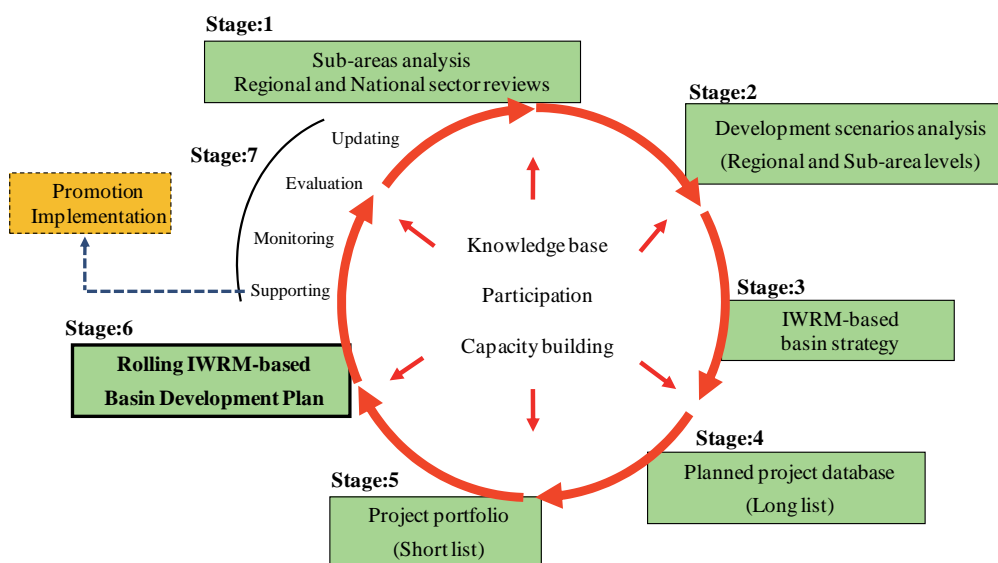 Stage:1
Sub-areas analysis
Regional and National sector reviews
Stage:2
Development scenarios analysis
(Regional and Sub-area levels)
Stage:3
IWRM-based
basin strategy
Stage:4
Planned project database
(Long list)
Stage:5
Project portfolio
(Short list)
Stage:6
Rolling IWRM-based
Basin Development Plan
Stage:7
Updating
Evaluation
Monitoring
Supporting
Promotion
Implementation
Knowledge base
Participation
Capacity building